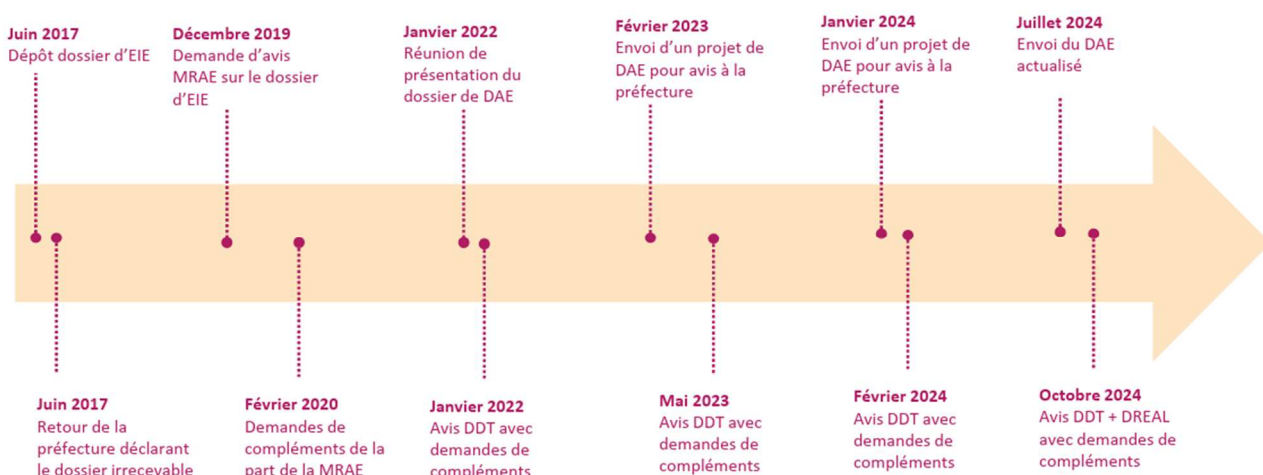 Juin 2017
Dépôt dossier d'EIE
Décembre 2019
Demande d'avis
MRAE sur le dossier
d'EIE
Janvier 2022
Réunion de
présentation du
dossier de DAE
Février 2023
Envoi d'un projet de
DAE pour avis à la
préfecture
Janvier 2024
Envoi d'un projet de
DAE pour avis à la
préfecture
Juillet 2024
Envoi du DAE
actualisé
Juin 2017
Retour de la
préfecture déclarant
le dossier irrecevable
Février 2020
Demandes de
compléments de la
part de la MRAE
Janvier 2022
Avis DDT avec
demandes de
compléments
Mai 2023
Avis DDT avec
demandes de
compléments
Février 2024
Avis DDT avec
demandes de
compléments
Octobre 2024
Avis DDT + DREAL
avec demandes de
compléments